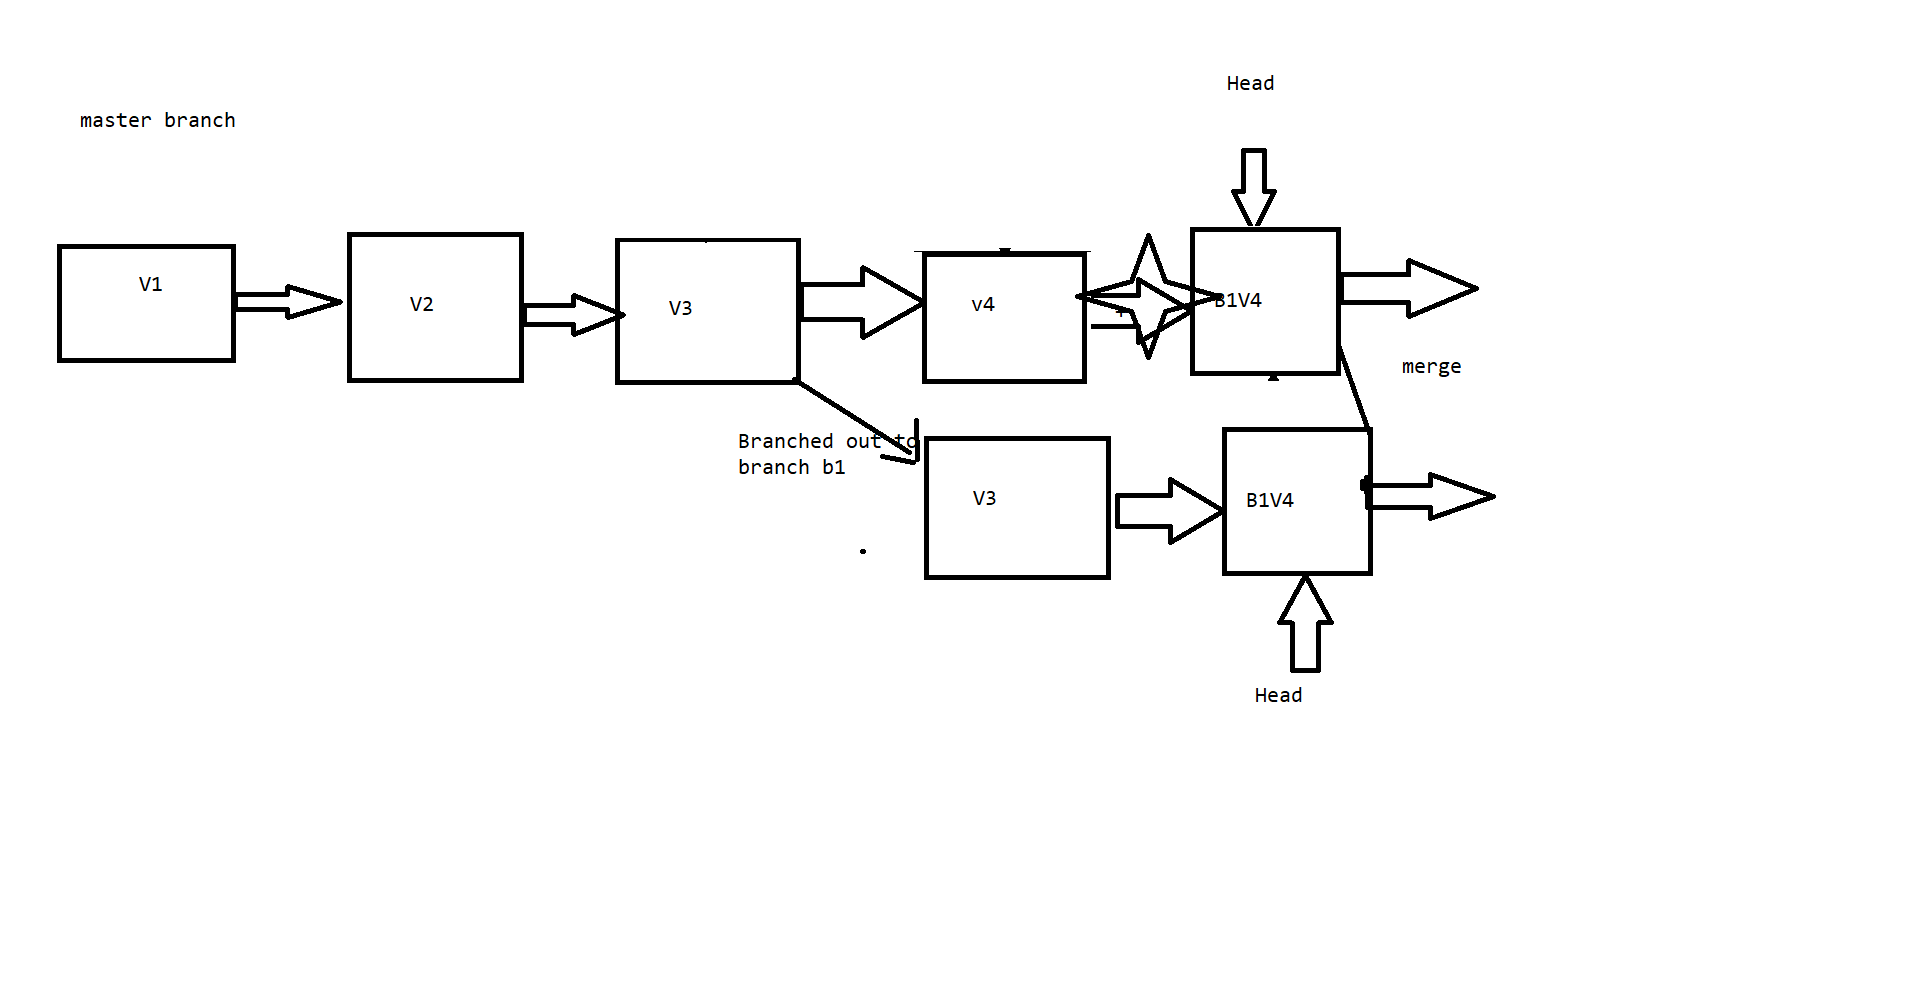 Head
master branch
V1
V2
V3
v4
+
B1V4
merge
Branched out to
branch b1
V3
B1V4
Head